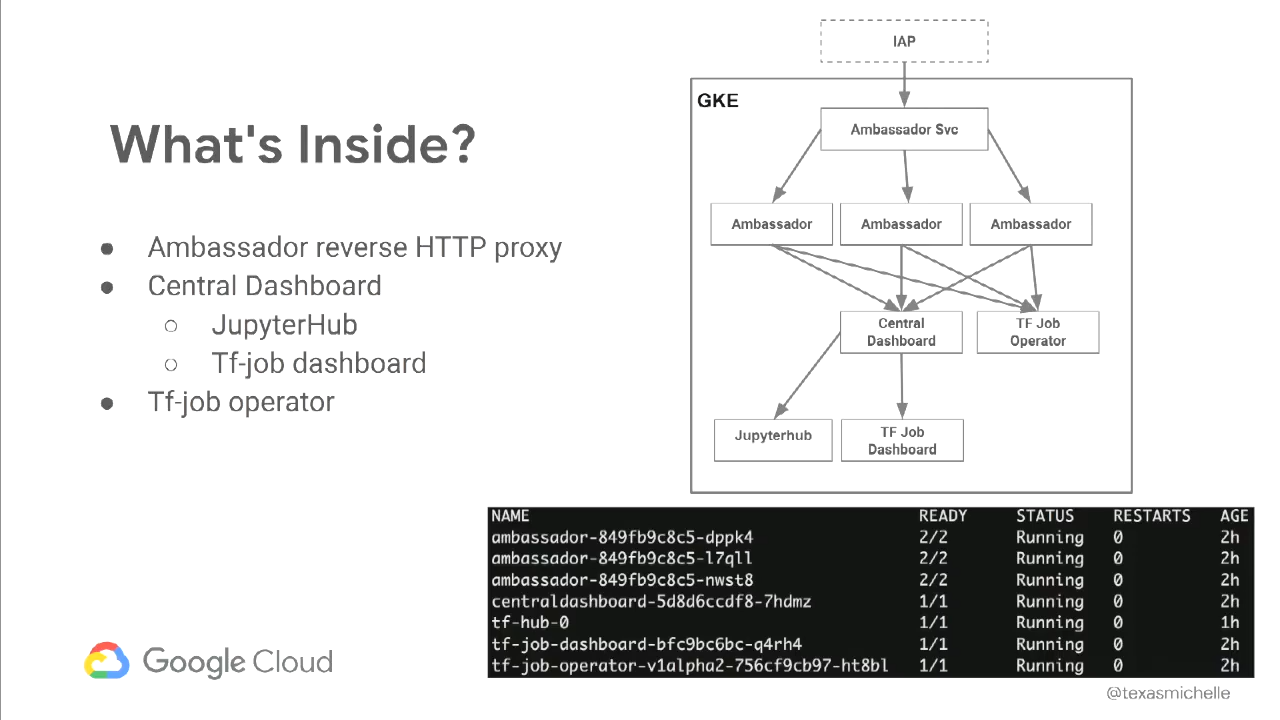 What's Inside?
● Ambassador reverse HTTP proxy
● Central Dashboard
○ JupyterHub
○ Tf-job dashboard
● Tf-job operator
IAP
GKE
Ambassador Svc
Ambassador
Ambassador
Ambassador
Central
Dashboard
TF Job
Operator
Jupyterhub
TF Job
Dashboard
NAME READY STATUS RESTARTS AGE
ambassador-849fb9c8c5-dppk4 2/2 Running 0 2h
ambassador-849fb9c8c5-l7qll 2/2 Running 0 2h
ambassador-849fb9c8c5-nwst8 2/2 Running 0 2h
centraldashboard-5d8d6ccdf8-7hdmz 1/1 Running 0 2h
tf-hub-0 1/1 Running 0 1h
tf-job-dashboard-bfc9bc6bc-q4rh4 1/1 Running 0 2h
tf-job-operator-v1alpha2-756cf9cb97-ht8bl 1/1 Running 0 2h
Google Cloud
@texasmichelle